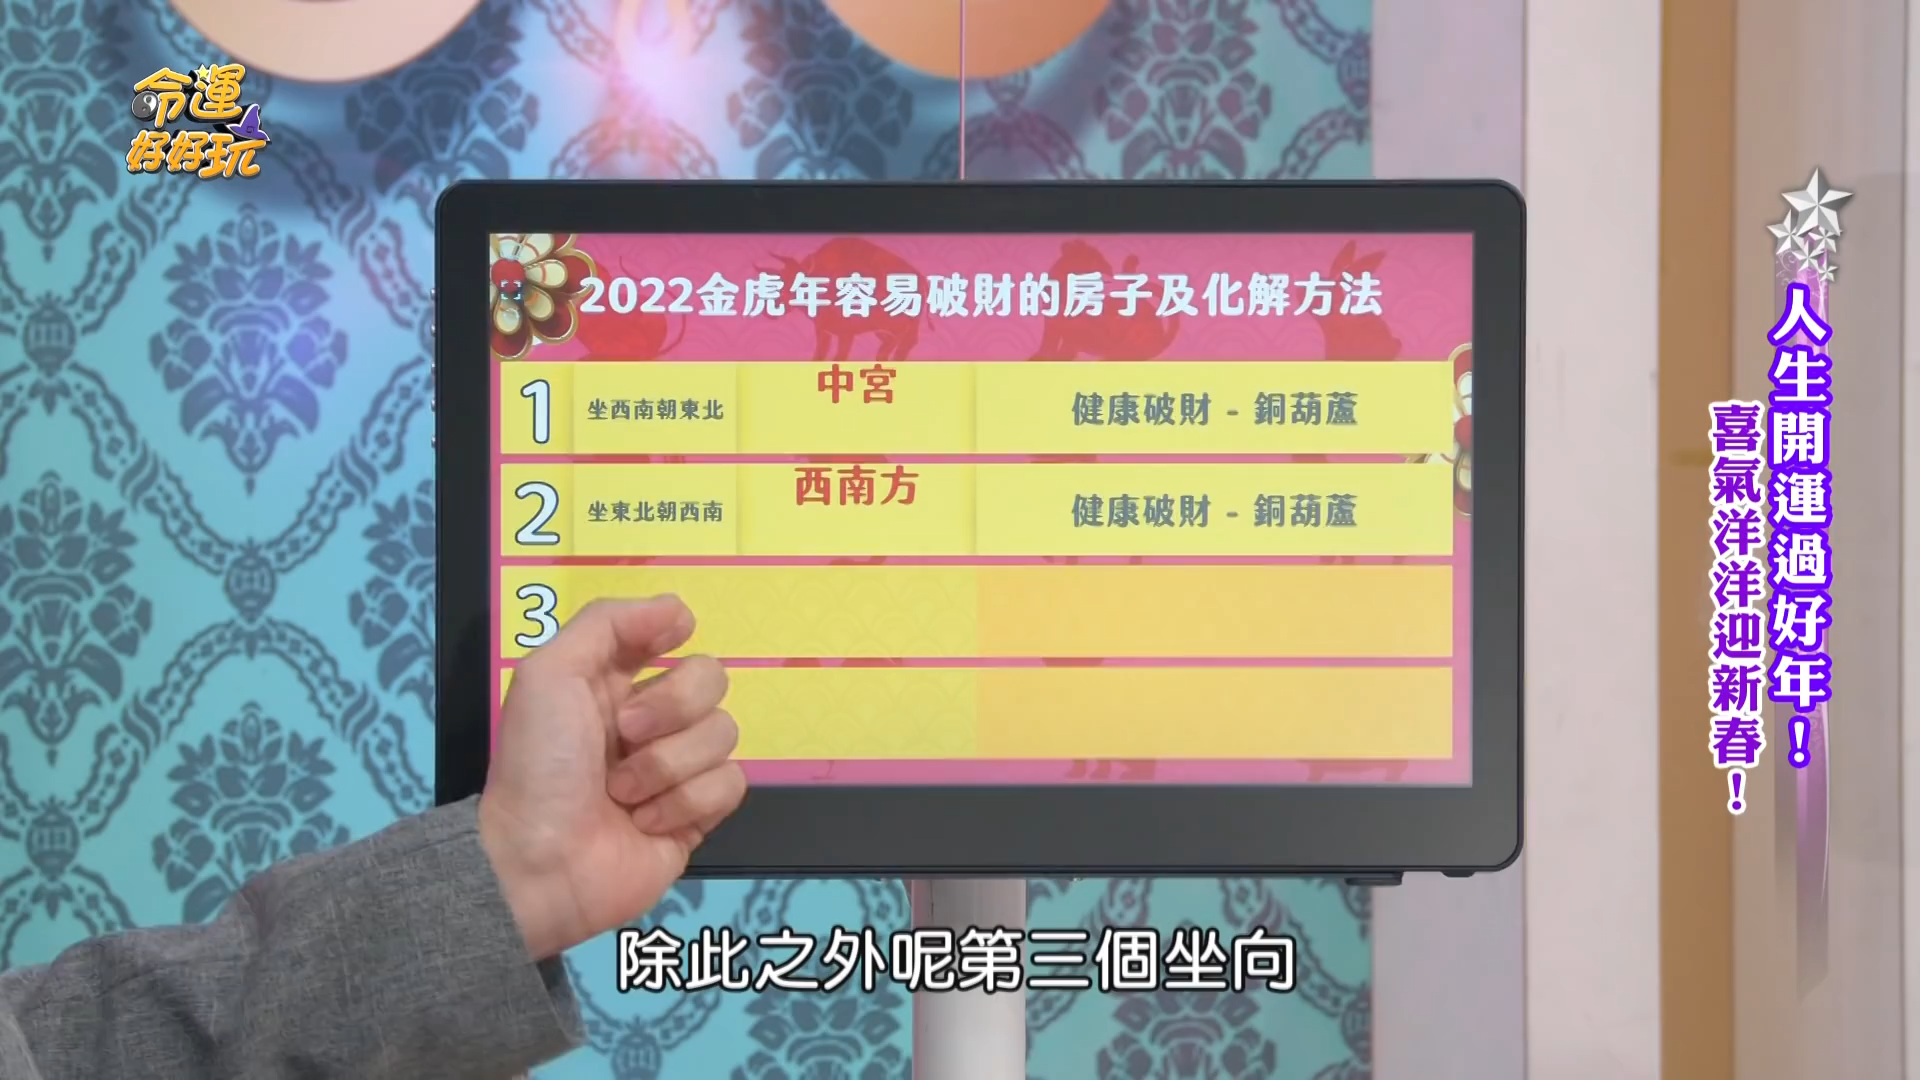 命運
好好玩
2022金虎年容易破財的房子及化解方法
1 坐西南朝東北 中宮 健康破財 - 銅葫蘆
2 坐東北朝西南 西南方 健康破財 - 銅葫蘆
3
人生開運過好年!
喜氣洋洋迎新春!
除此之外呢第三個坐向